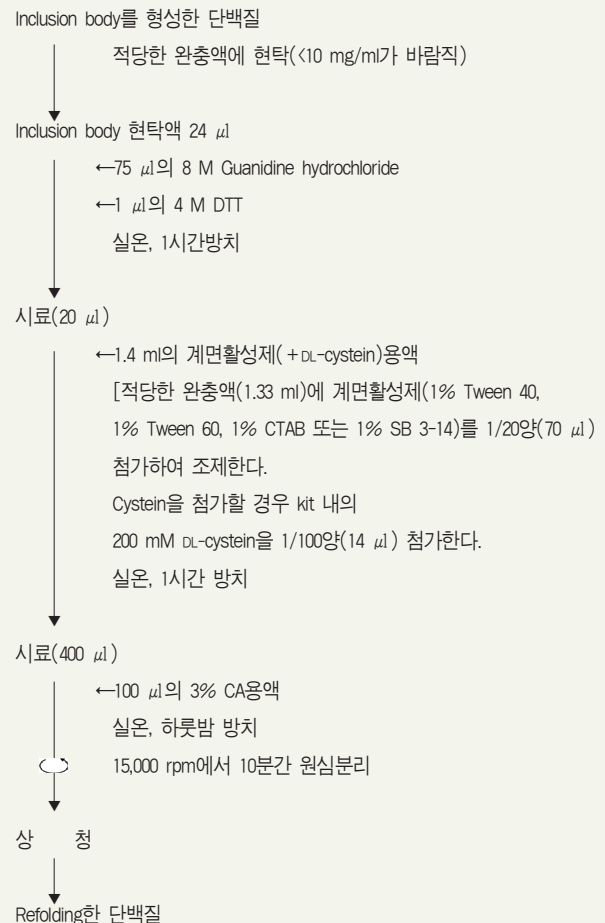 Inclusion body를 형성한 단백질
적당한 완충액에 현탁(<10 mg/ml가 바람직)
Inclusion body 현탁액 24 μl
←75 μl의 8 M Guanidine hydrochloride
←1 μl의 4 M DTT
실온, 1시간방치
시료(20 μl)
←1.4 ml의 계면활성제(+DL-cystein)용액
[적당한 완충액(1.33 ml)에 계면활성제(1% Tween 40,
1% Tween 60, 1% CTAB 또는 1% SB 3-14)를 1/20양(70 μl)
첨가하여 조제한다.
Cystein을 첨가할 경우 kit 내의
200 mM DL-cystein을 1/100양(14 μl) 첨가한다.
실온, 1시간 방치
시료(400 μl)
←100 μl의 3% CA용액
실온, 하룻밤 방치
15,000 rpm에서 10분간 원심분리
상 청
Refolding한 단백질